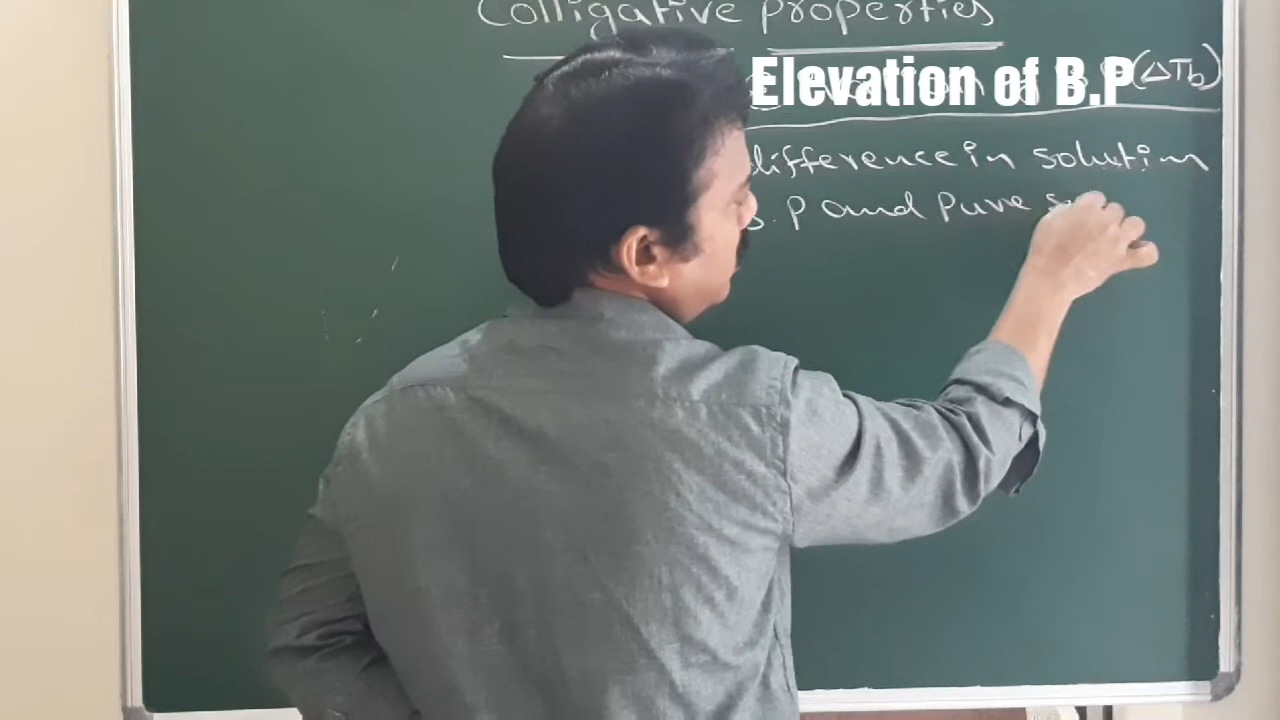 Colligative properties
Elevation of B.P (ΔTb)
difference in solution
B.P and Pure